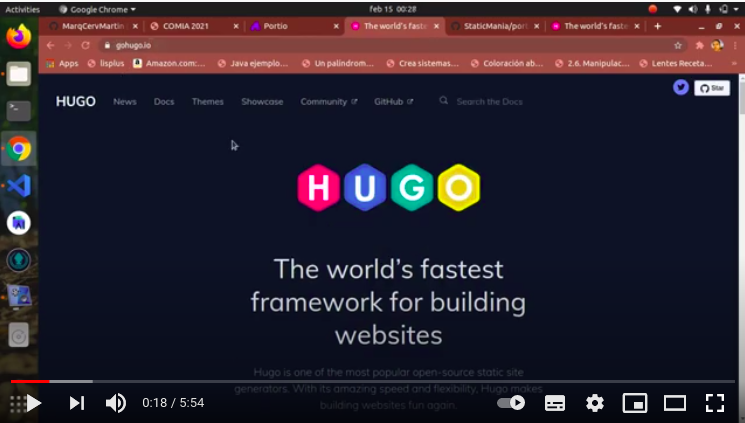 Activities Google Chrome feb 15 00:28
MarqCervMartin COMIA 2021 Portio The world's faste StaticMania/port The world's faste
gohugo.io
Apps lisplus Amazon.com:... Java ejemplo... Un palíndrom... Crea sistemas... Coloración ab... 2.6. Manipulac... Lentes Receta...
HUGO News Docs Themes Showcase Community GitHub Search the Docs Star
HUGO
The world's fastest
framework for building
websites
Hugo is one of the most popular open-source static site
generators. With its amazing speed and flexibility, Hugo makes
building websites fun again.
0:18 / 5:54